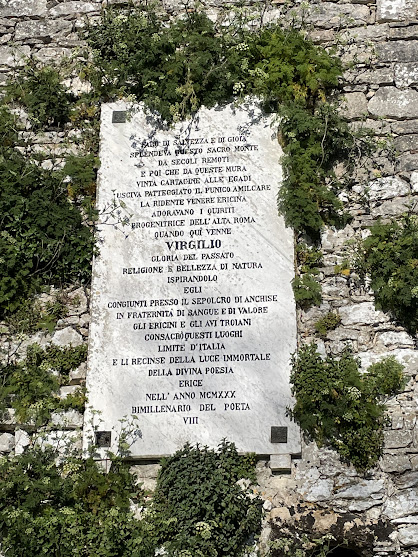 FARO DI SALVEZZA E DI GIOIA
SPLENDEVA QUESTO SACRO MONTE
DA SECOLI REMOTI
E POI CHE DA QUESTE MURA
VINTA CARTAGINE ALLE EGADI
USCIVA PATTEGGIATO IL PUNICO AMILCARE
LA RIDENTE VENERE ERICINA
ADORAVANO I QUIRITI
PROGENITRICE DELL'ALTA ROMA
QUANDO QUI VENNE
VIRGILIO
GLORIA DEL PASSATO
RELIGIONE E BELLEZZA DI NATURA
ISPIRANDOLO
EGLI
CONGIUNTI PRESSO IL SEPOLCRO DI ANCHISE
IN FRATERNITÀ DI SANGUE E DI VALORE
GLI ERICINI E GLI AVI TROIANI
CONSACRÒ QUESTI LUOGHI
LIMITE D'ITALIA
E LI RECINSE DELLA LUCE IMMORTALE
DELLA DIVINA POESIA
ERICE
NELL'ANNO MCMXXX
BIMILLENARIO DEL POETA
VIII